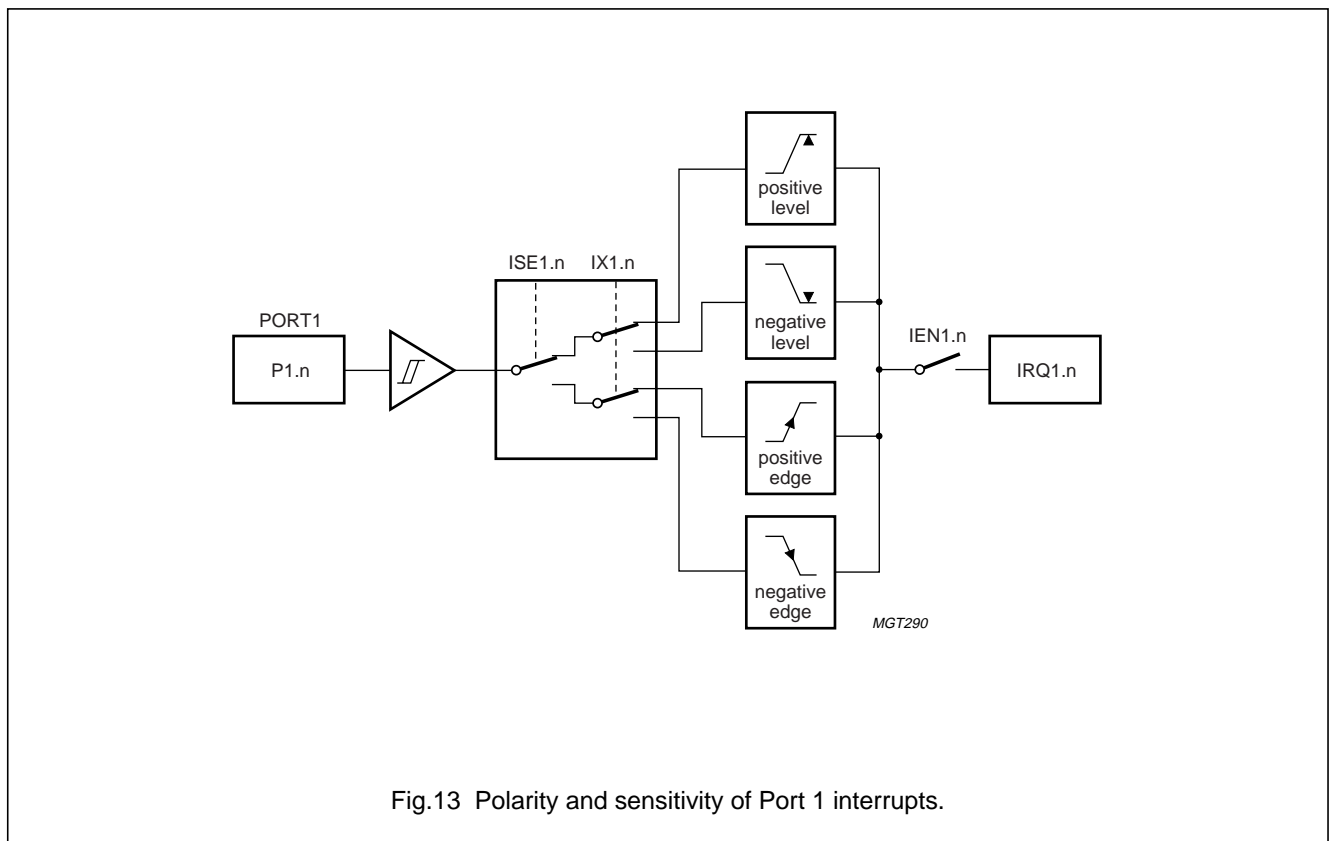 positive
level
ISE1.n IX1.n
negative
level
PORT1
P1.n
IEN1.n
IRQ1.n
positive
edge
negative
edge
MGT290
Fig.13 Polarity and sensitivity of Port 1 interrupts.